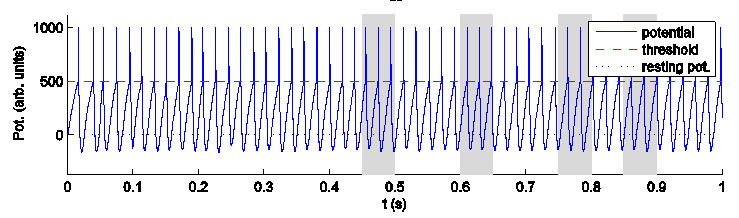 1000
500
0
Pot. (arb. units)
potential
threshold
resting pot.
0 0.1 0.2 0.3 0.4 0.5 0.6 0.7 0.8 0.9 1
t (s)